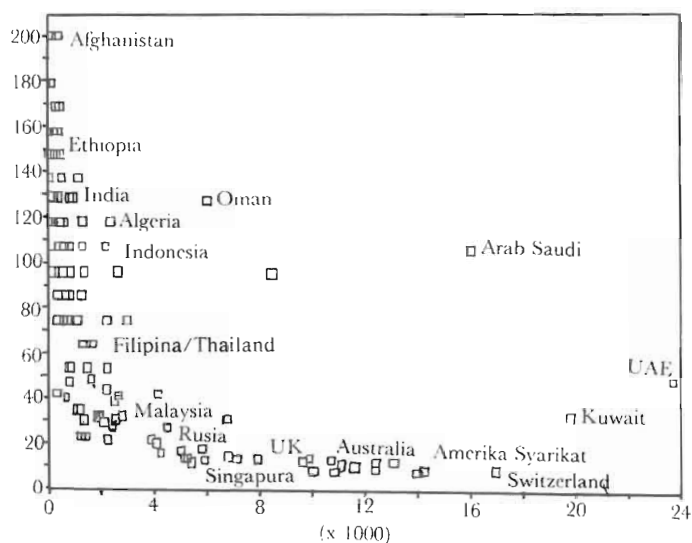 200
Afghanistan
180
160
Ethiopia
140
India
Oman
120
Algeria
Indonesia
Arab Saudi
100
80
Filipina/Thailand
60
UAE
40
Malaysia
Kuwait
Rusia
20
UK
Australia
Amerika Syarikat
Singapura
Switzerland
0
0 4 8 12 16 20 24
(x 1000)